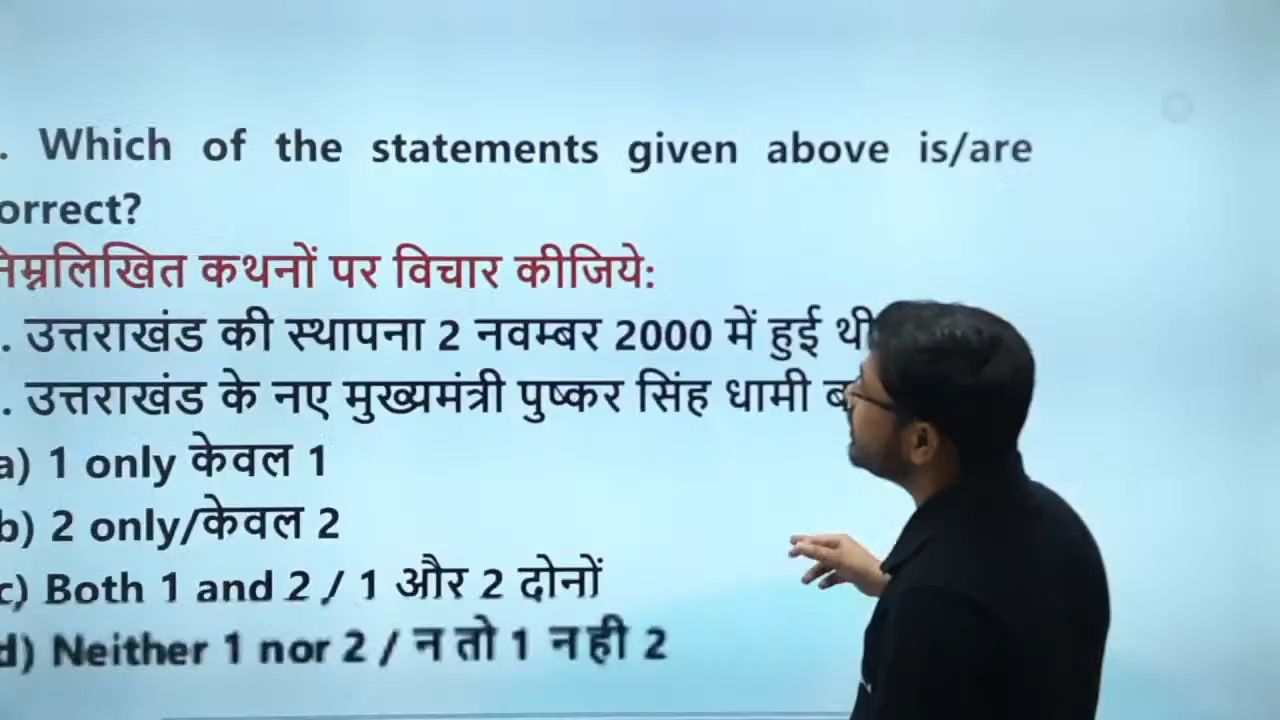 . Which of the statements given above is/are
orrect?
निम्नलिखित कथनों पर विचार कीजिये:
. उत्तराखंड की स्थापना 2 नवम्बर 2000 में हुई थी
. उत्तराखंड के नए मुख्यमंत्री पुष्कर सिंह धामी
a) 1 only केवल 1
b) 2 only/केवल 2
c) Both 1 and 2 / 1 और 2 दोनों
d) Neither 1 nor 2 / न तो 1 न ही 2